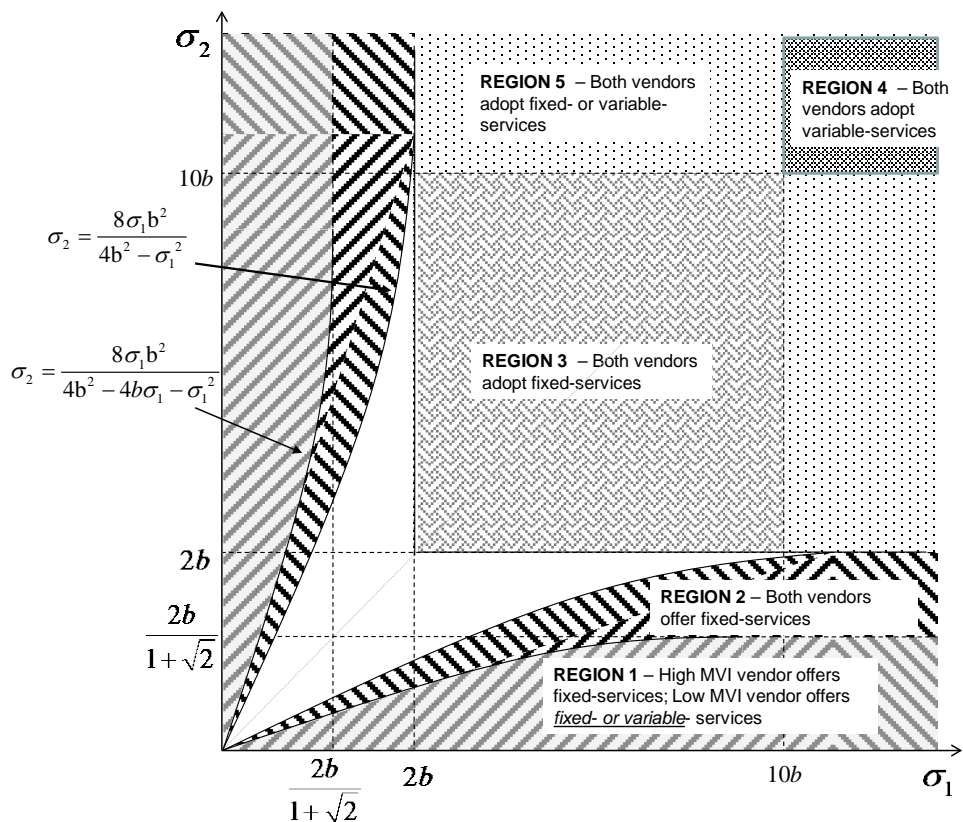 σ₂
REGION 5 – Both vendors
adopt fixed- or variable-
services
REGION 4 – Both
vendors adopt
variable-services
10b
σ₂ = 8σ₁b² / (4b² − σ₁²)
REGION 3 – Both vendors
adopt fixed-services
σ₂ = 8σ₁b² / (4b² − 4bσ₁ − σ₁²)
2b
2b / (1 + √2)
REGION 2 – Both vendors
offer fixed-services
REGION 1 – High MVI vendor offers
fixed-services; Low MVI vendor offers
fixed- or variable- services
2b / (1 + √2)
2b
10b
σ₁